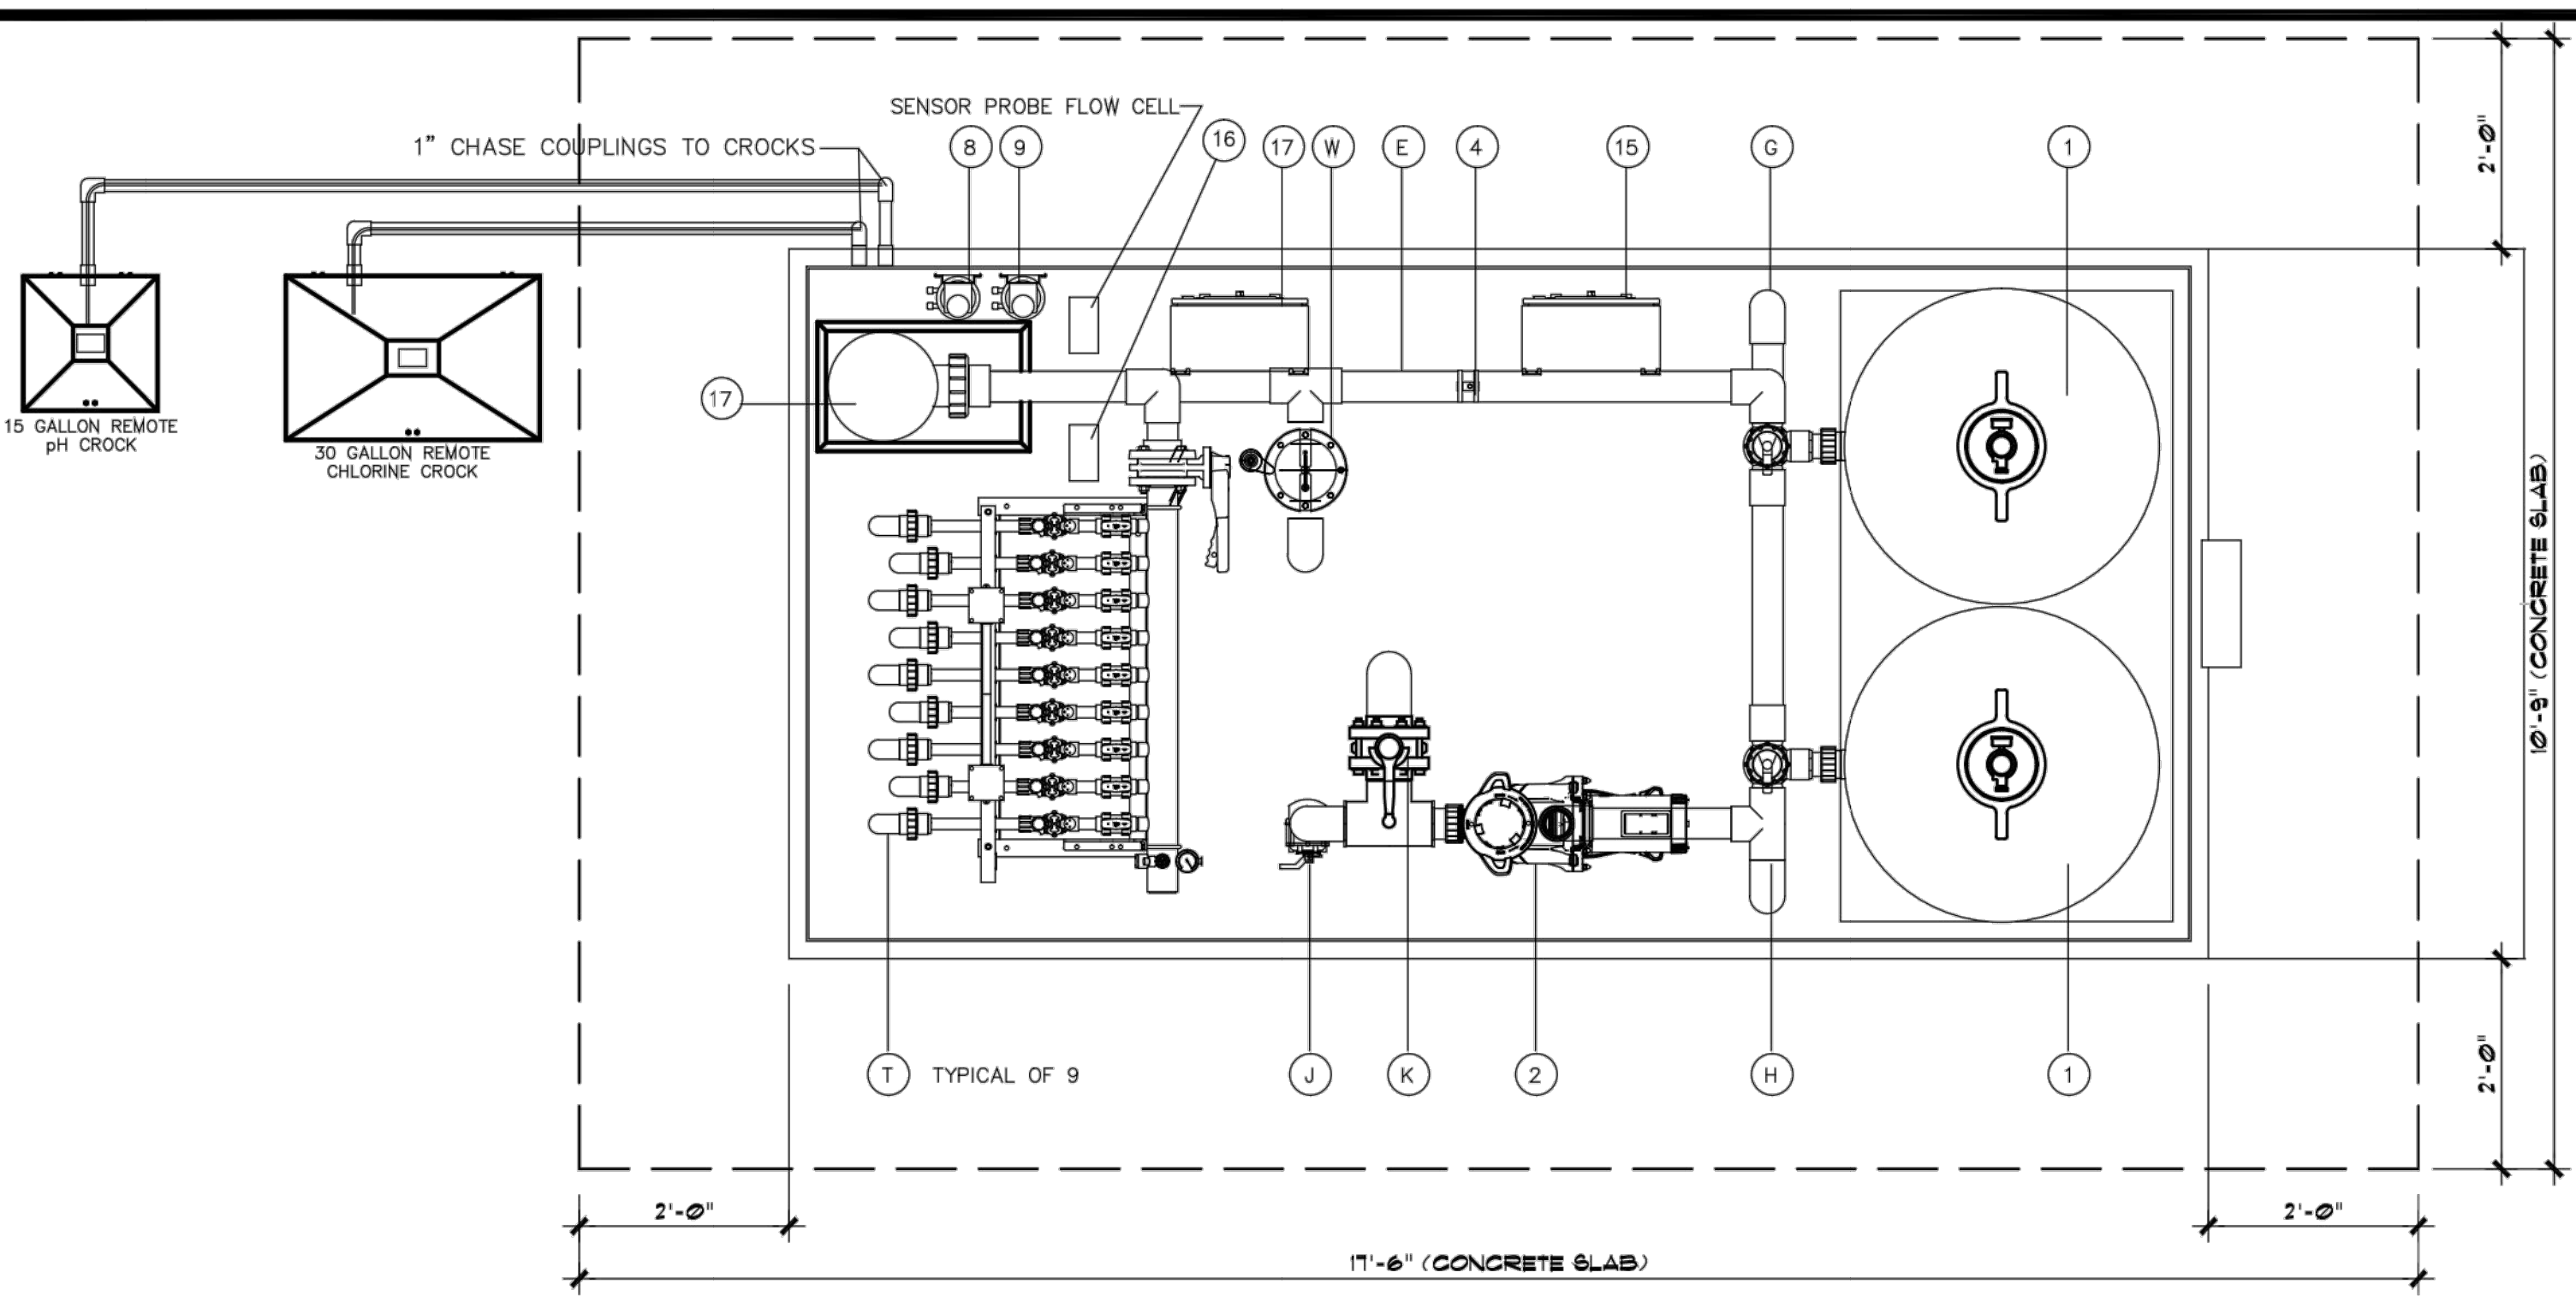 SENSOR PROBE FLOW CELL
1" CHASE COUPLINGS TO CROCKS
8
9
16
17
W
E
4
15
G
1
2'-0"
15 GALLON REMOTE
pH CROCK
30 GALLON REMOTE
CHLORINE CROCK
17
10'-9" (CONCRETE SLAB)
T
TYPICAL OF 9
J
K
2
H
1
2'-0"
2'-0"
2'-0"
17'-6" (CONCRETE SLAB)